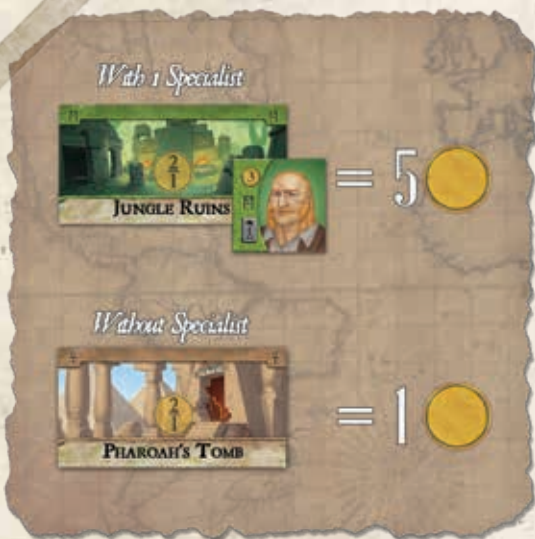 With 1 Specialist
2
1
3
JUNGLE RUINS
= 5
Without Specialist
2
1
PHAROAH'S TOMB
= 1